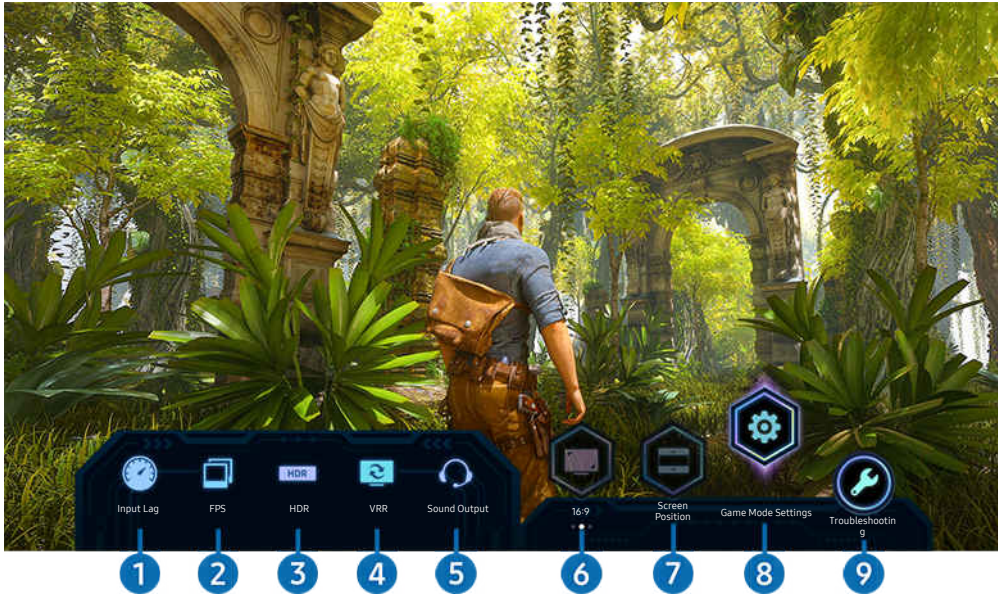 HDR
Input Lag
FPS
HDR
VRR
Sound Output
16:9
Screen
Position
Game Mode Settings
Troubleshootin
g
1
2
3
4
5
6
7
8
9